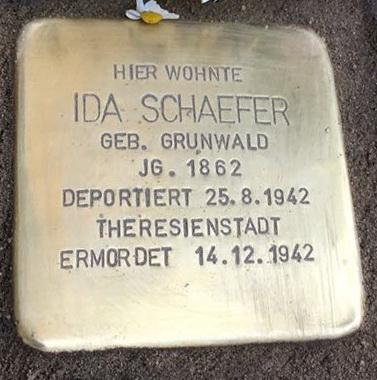 HIER WOHNTE
IDA SCHAEFER
GEB. GRUNWALD
JG. 1862
DEPORTIERT 25.8.1942
THERESIENSTADT
ERMORDET 14.12.1942